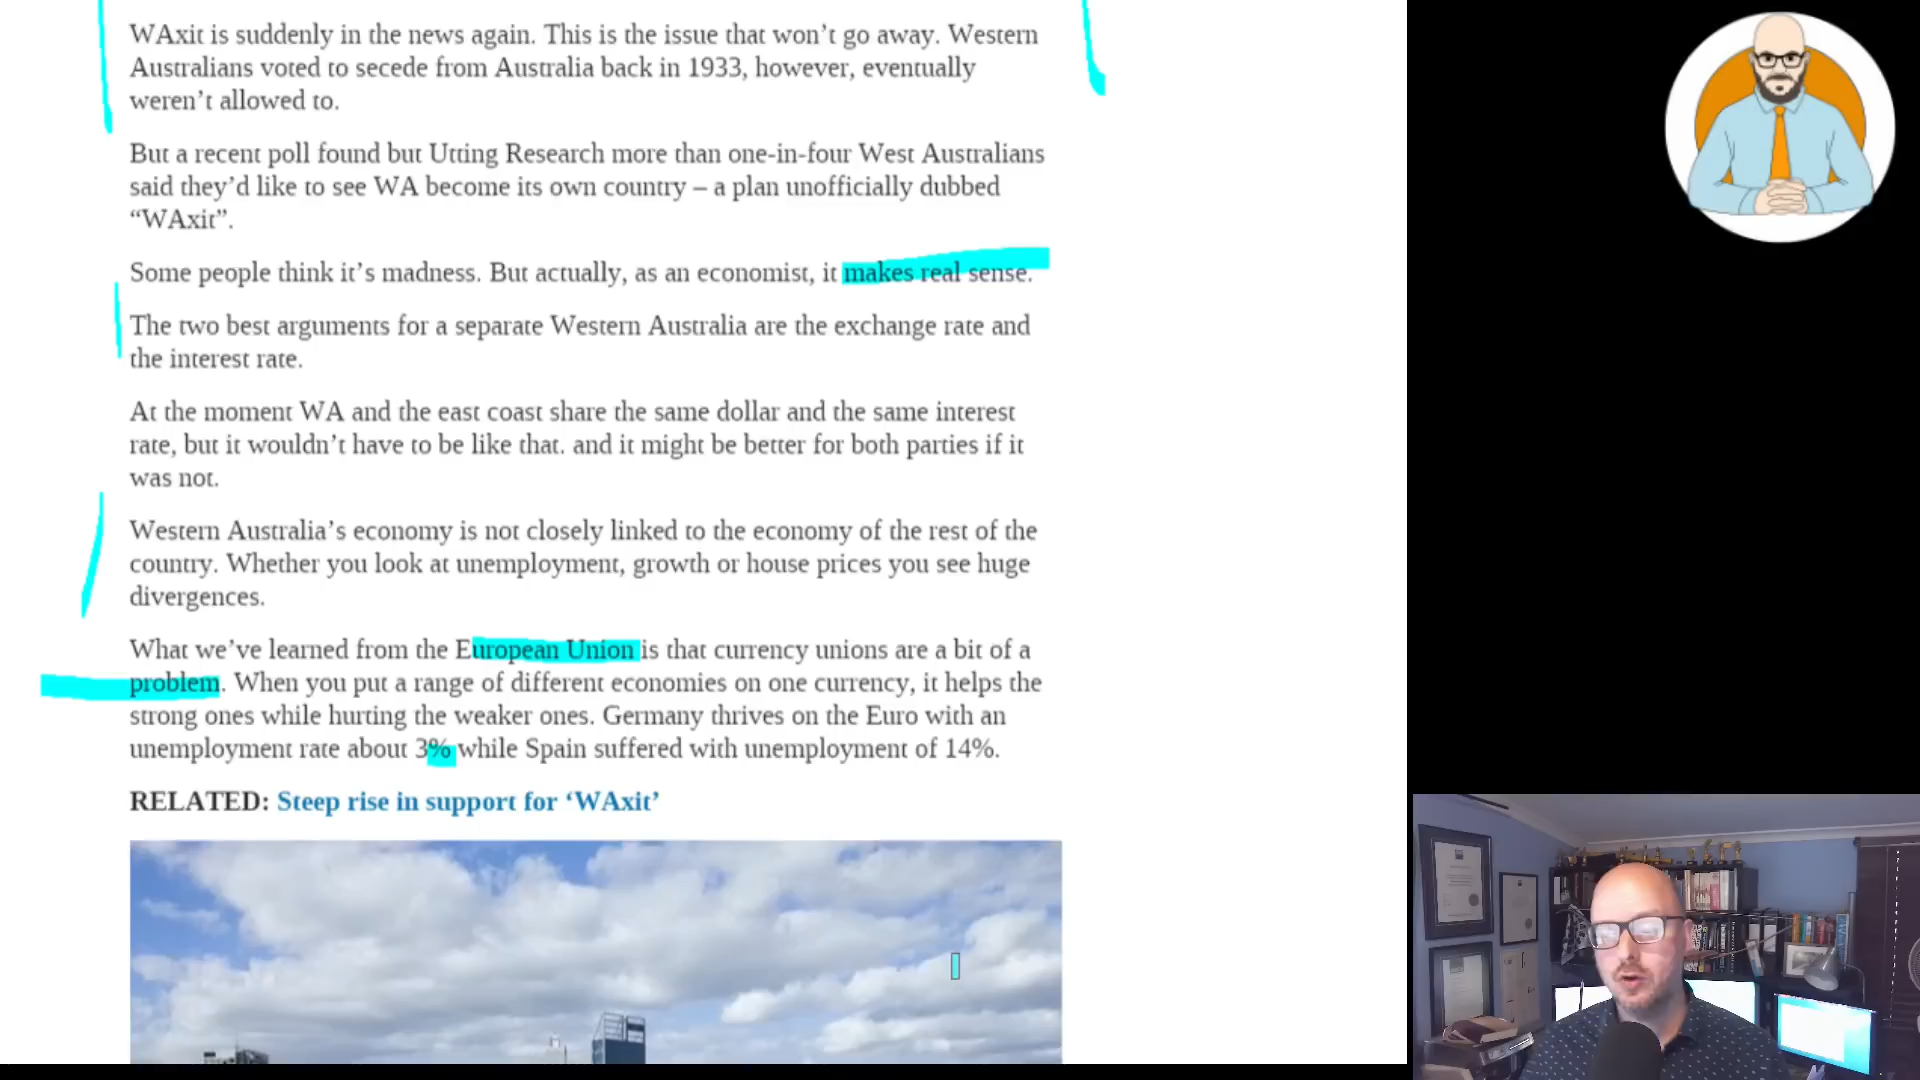 WAxit is suddenly in the news again. This is the issue that won’t go away. Western
Australians voted to secede from Australia back in 1933, however, eventually
weren’t allowed to.
But a recent poll found but Utting Research more than one-in-four West Australians
said they’d like to see WA become its own country – a plan unofficially dubbed
“WAxit”.
Some people think it’s madness. But actually, as an economist, it makes real sense.
The two best arguments for a separate Western Australia are the exchange rate and
the interest rate.
At the moment WA and the east coast share the same dollar and the same interest
rate, but it wouldn’t have to be like that. and it might be better for both parties if it
was not.
Western Australia’s economy is not closely linked to the economy of the rest of the
country. Whether you look at unemployment, growth or house prices you see huge
divergences.
What we’ve learned from the European Union is that currency unions are a bit of a
problem. When you put a range of different economies on one currency, it helps the
strong ones while hurting the weaker ones. Germany thrives on the Euro with an
unemployment rate about 3% while Spain suffered with unemployment of 14%.
RELATED: Steep rise in support for ‘WAxit’